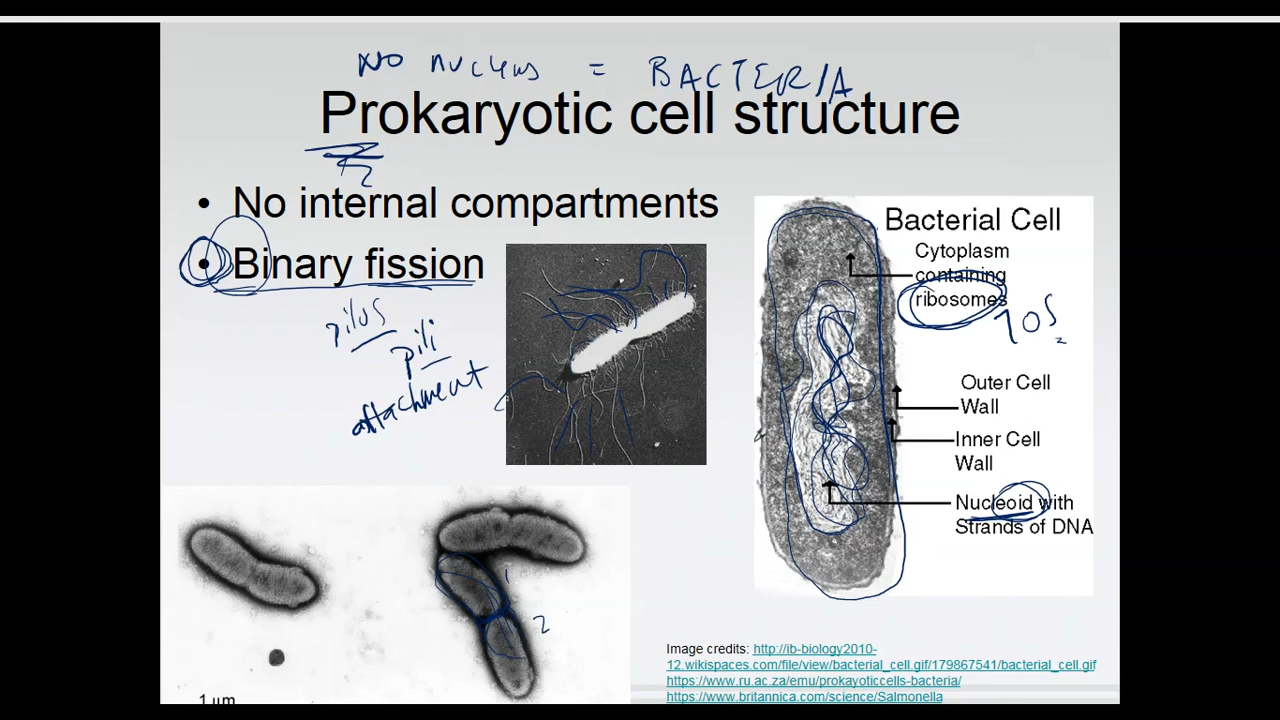 NO nucleus = BACTERIA
Prokaryotic cell structure
• No internal compartments
• Binary fission
pilus
pili
attachment
Bacterial Cell
Cytoplasm
containing
ribosomes
70S
Outer Cell
Wall
Inner Cell
Wall
Nucleoid with
Strands of DNA
1
2
1 µm
Image credits: http://ib-biology2010-
12.wikispaces.com/file/view/bacterial_cell.gif/179867541/bacterial_cell.gif
https://www.ru.ac.za/emu/prokayoticcells-bacteria/
https://www.britannica.com/science/Salmonella